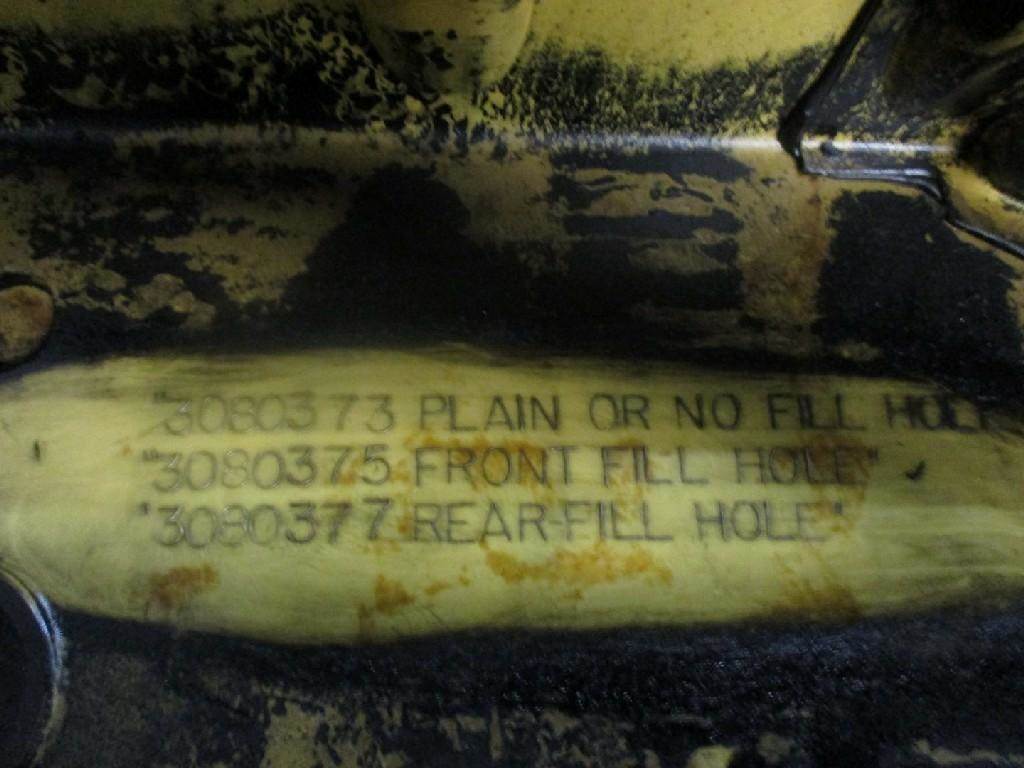 "3080373 PLAIN OR NO FILL HOLE
"3080375 FRONT FILL HOLE"
"3080377 REAR-FILL HOLE"